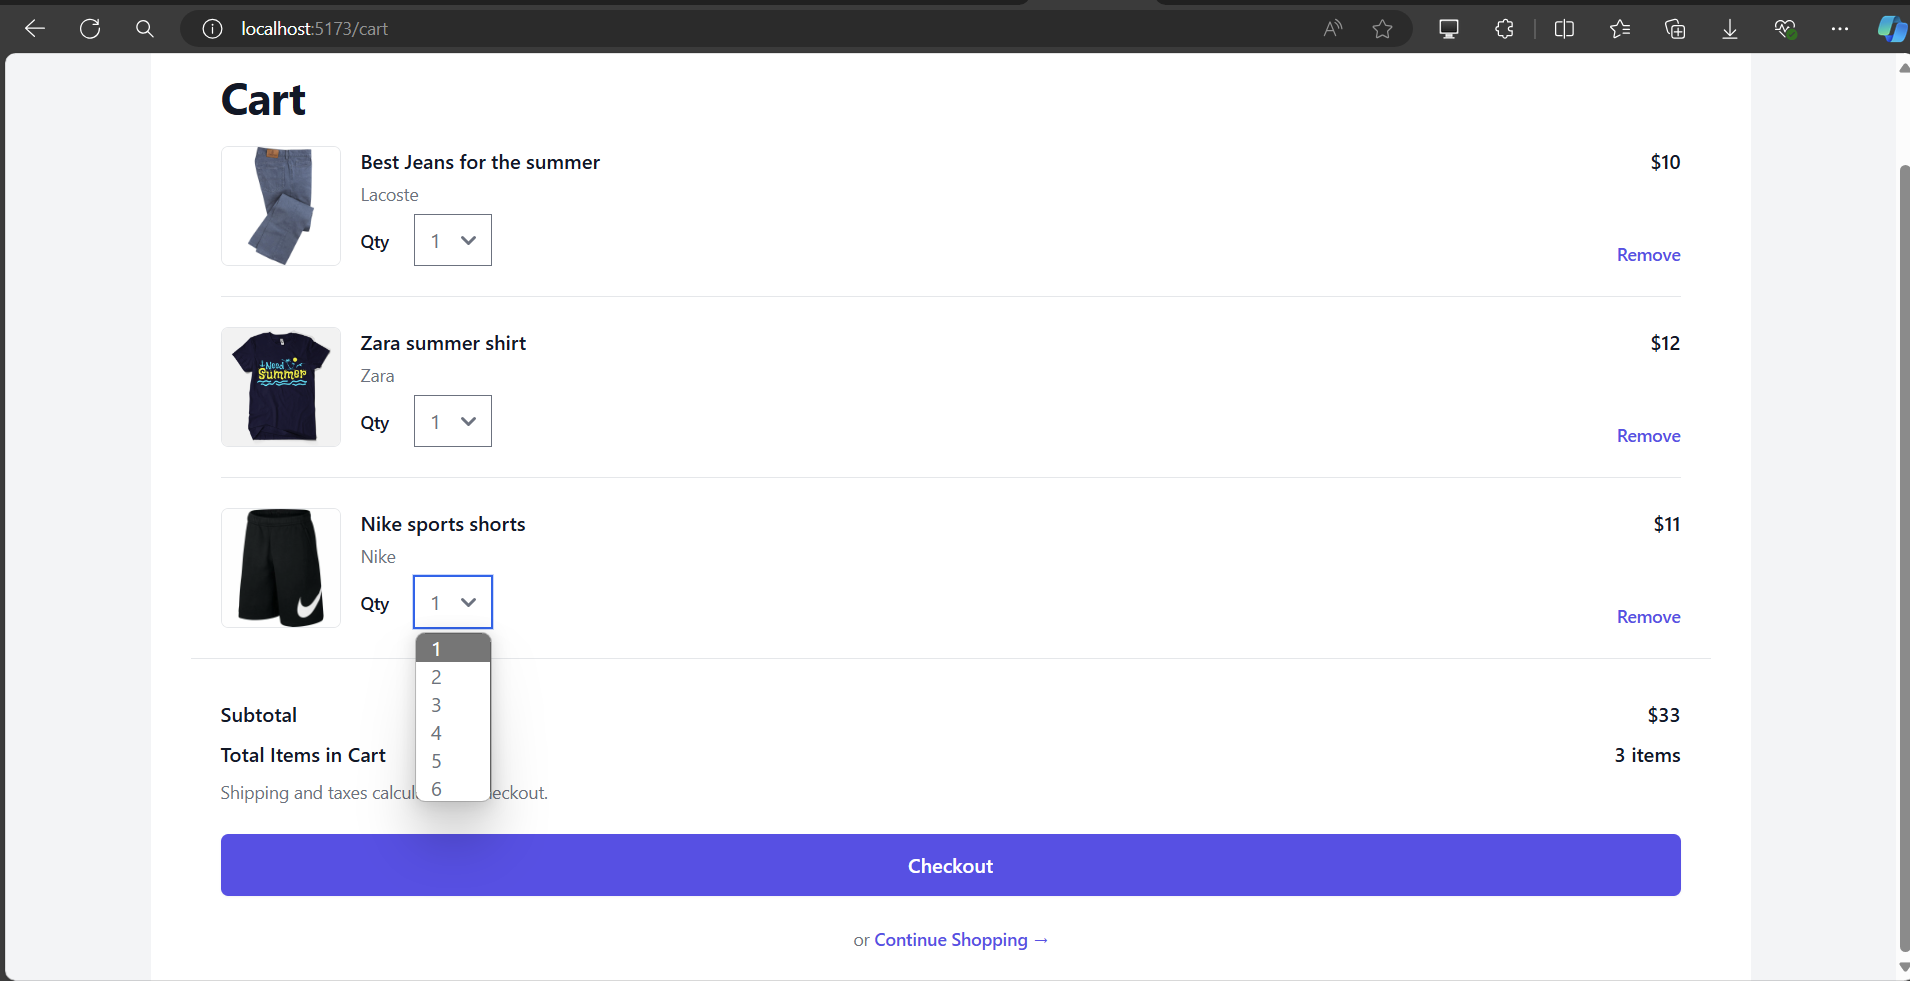 localhost:5173/cart
Cart
Best Jeans for the summer
$10
Lacoste
Qty 1
Remove
I Need
Summer
Zara summer shirt
$12
Zara
Qty 1
Remove
Nike sports shorts
$11
Nike
Qty 1
Remove
1
2
3
4
5
6
Subtotal
$33
Total Items in Cart
3 items
Shipping and taxes calcul eckout.
Checkout
or Continue Shopping →